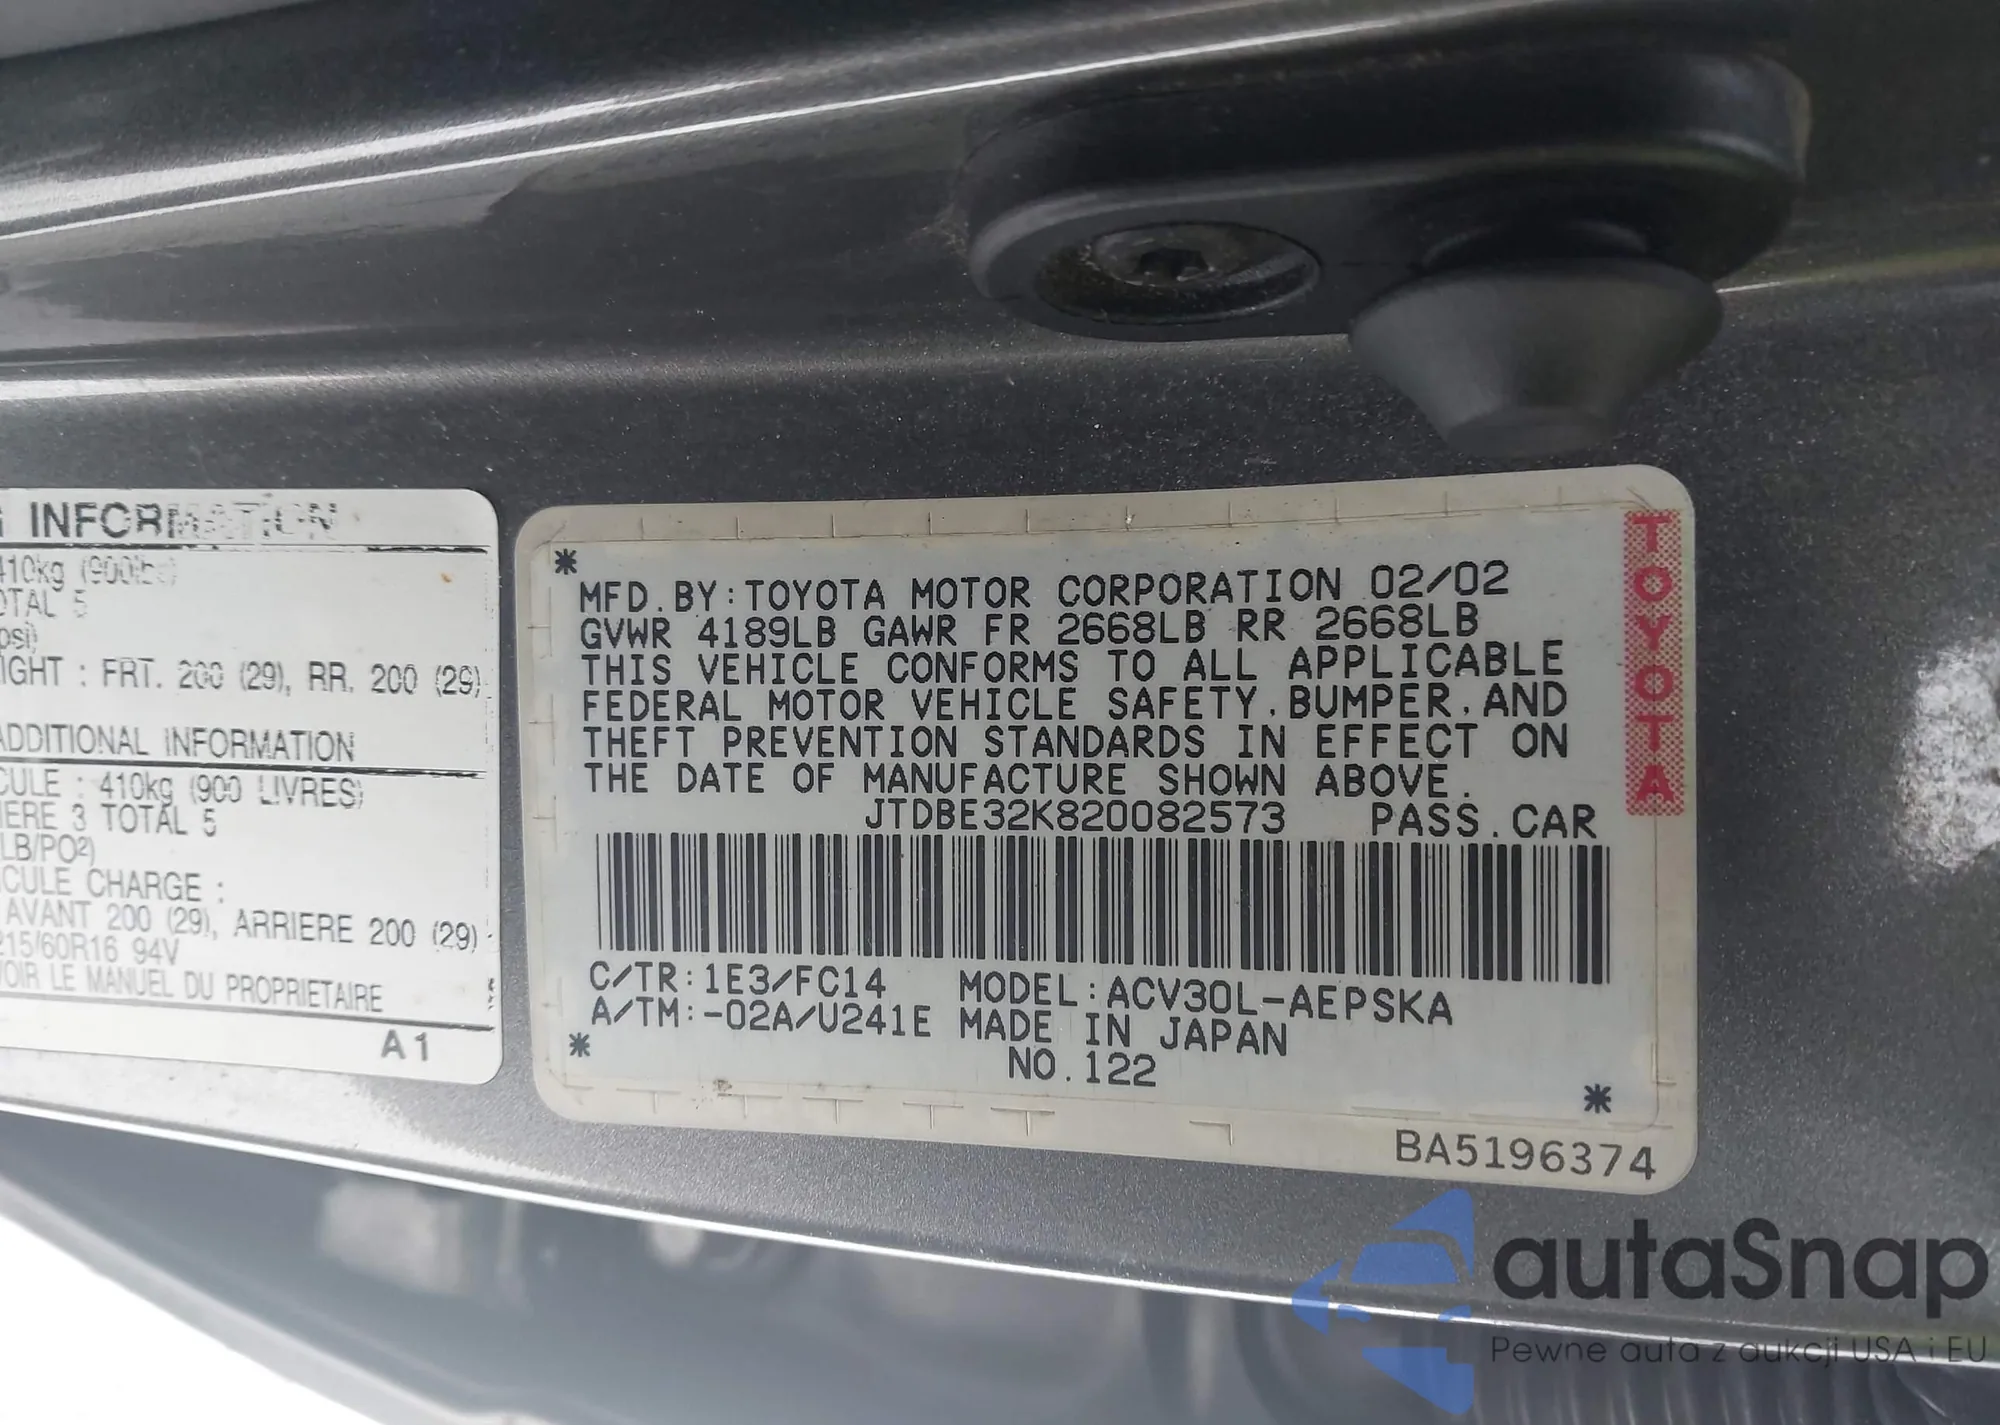 INFORMATION
410kg (900lbs)
TOTAL 5
psi)
IGHT : FRT. 200 (29), RR. 200 (29)
ADDITIONAL INFORMATION
CULE : 410kg (900 LIVRES)
IERE 3 TOTAL 5
LB/PO²)
CULE CHARGE :
AVANT 200 (29), ARRIERE 200 (29)
215/60R16 94V
VOIR LE MANUEL DU PROPRIETAIRE
A1
*
MFD.BY:TOYOTA MOTOR CORPORATION 02/02
GVWR 4189LB GAWR FR 2668LB RR 2668LB
THIS VEHICLE CONFORMS TO ALL APPLICABLE
FEDERAL MOTOR VEHICLE SAFETY,BUMPER,AND
THEFT PREVENTION STANDARDS IN EFFECT ON
THE DATE OF MANUFACTURE SHOWN ABOVE.
JTDBE32K820082573 PASS.CAR
C/TR:1E3/FC14 MODEL:ACV30L-AEPSKA
A/TM:-02A/U241E MADE IN JAPAN
* NO.122
*
BA5196374
TOYOTA
autoSnap
Pewne auta z aukcji USA i EU